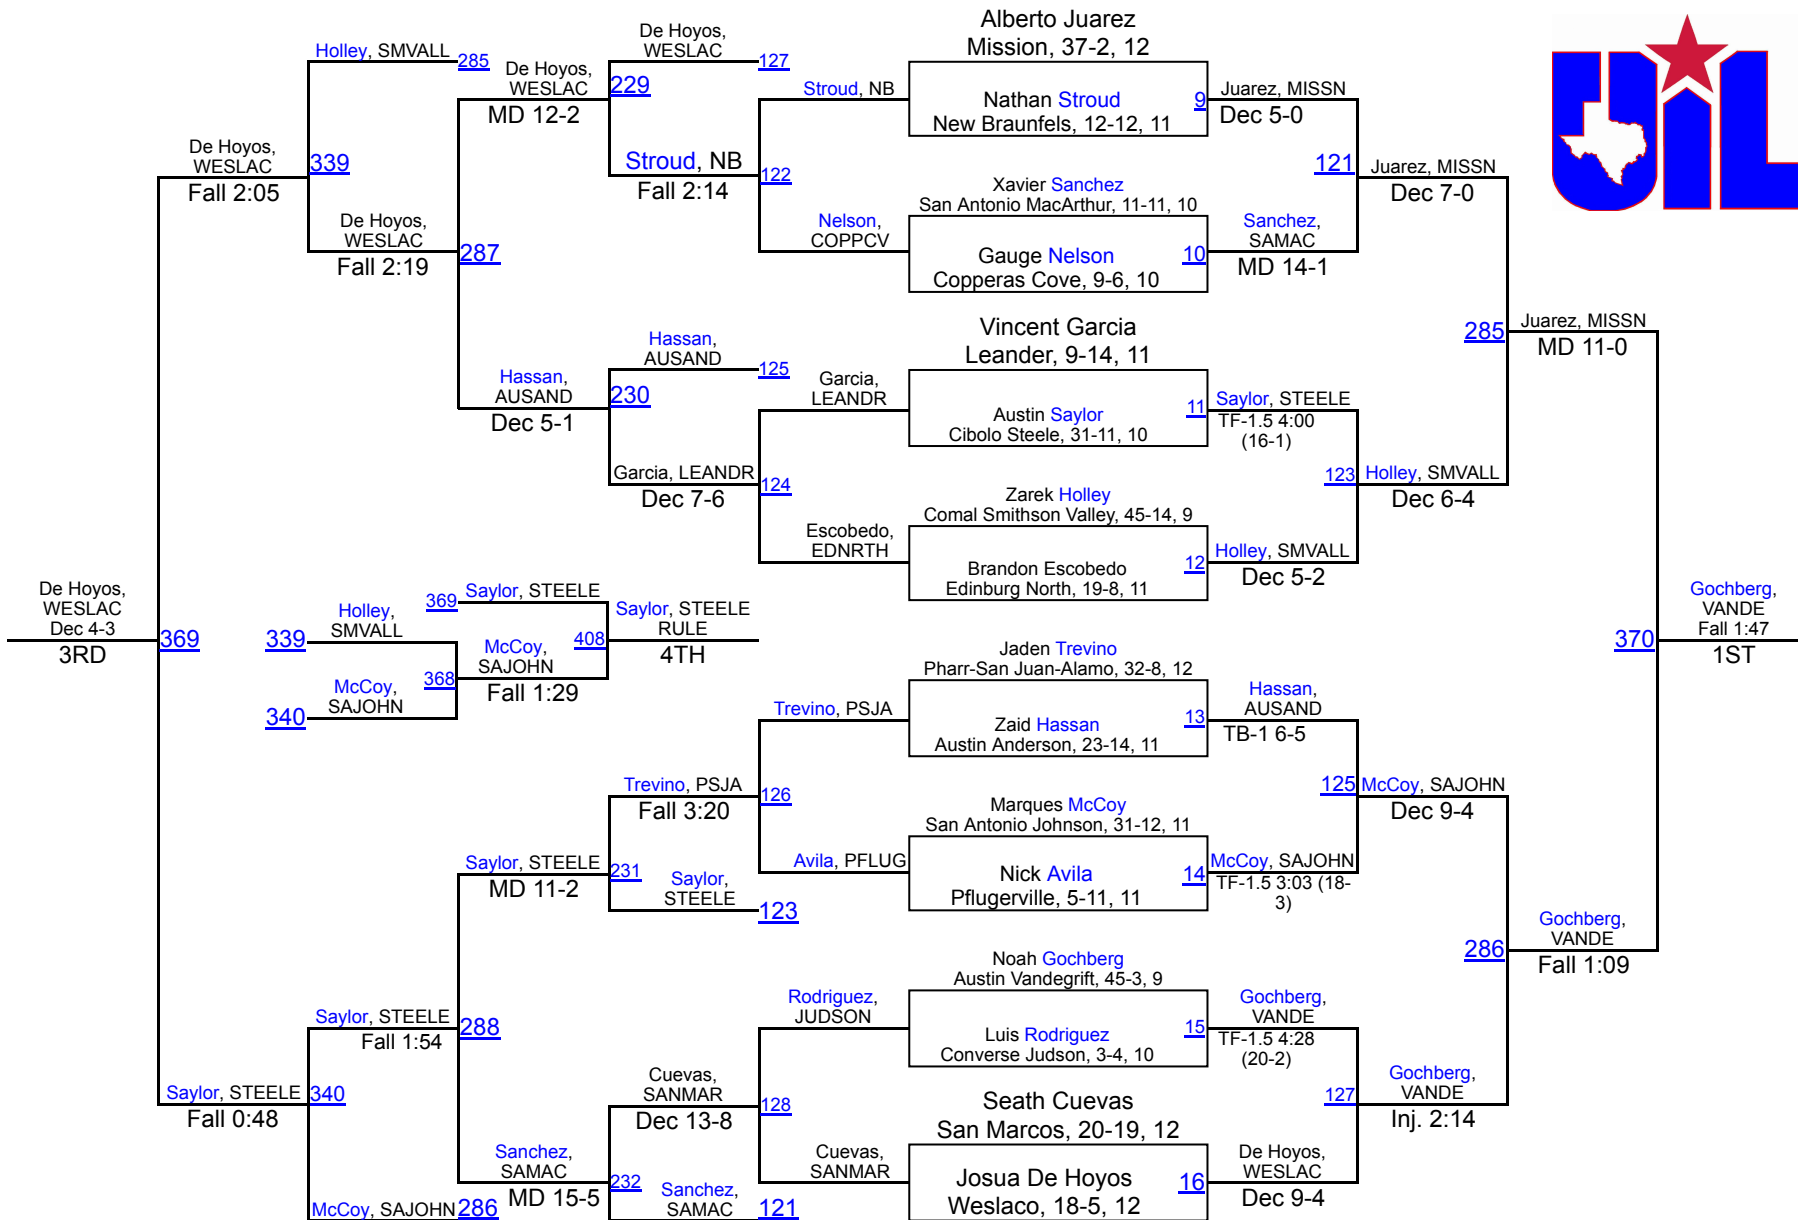 Alberto Juarez
Mission, 37-2, 12
Nathan Stroud
New Braunfels, 12-12, 11
9
Xavier Sanchez
San Antonio MacArthur, 11-11, 10
Gauge Nelson
Copperas Cove, 9-6, 10
10
Vincent Garcia
Leander, 9-14, 11
Austin Saylor
Cibolo Steele, 31-11, 10
11
Zarek Holley
Comal Smithson Valley, 45-14, 9
Brandon Escobedo
Edinburg North, 19-8, 11
12
Jaden Trevino
Pharr-San Juan-Alamo, 32-8, 12
Zaid Hassan
Austin Anderson, 23-14, 11
13
Marques McCoy
San Antonio Johnson, 31-12, 11
Nick Avila
Pflugerville, 5-11, 11
14
Noah Gochberg
Austin Vandegrift, 45-3, 9
Luis Rodriguez
Converse Judson, 3-4, 10
15
Seath Cuevas
San Marcos, 20-19, 12
Josua De Hoyos
Weslaco, 18-5, 12
16
Juarez, MISSN
Dec 5-0
121
Sanchez,
SAMAC
MD 14-1
Saylor, STEELE
TF-1.5 4:00
(16-1)
123
Holley, SMVALL
Dec 5-2
Hassan,
AUSAND
TB-1 6-5
125
McCoy, SAJOHN
TF-1.5 3:03 (18-
3)
Gochberg,
VANDE
TF-1.5 4:28
(20-2)
127
De Hoyos,
WESLAC
Dec 9-4
Juarez, MISSN
Dec 7-0
285
Holley, SMVALL
Dec 6-4
McCoy, SAJOHN
Dec 9-4
286
Gochberg,
VANDE
Inj. 2:14
Juarez, MISSN
MD 11-0
370
Gochberg,
VANDE
Fall 1:09
Gochberg,
VANDE
Fall 1:47
1ST
UIL
Stroud, NB
122
Nelson,
COPPCV
Garcia,
LEANDR
124
Escobedo,
EDNRTH
Trevino, PSJA
126
Avila, PFLUG
Rodriguez,
JUDSON
128
Cuevas,
SANMAR
De Hoyos,
WESLAC
127
229
Stroud, NB
Fall 2:14
Hassan,
AUSAND
125
230
Garcia, LEANDR
Dec 7-6
Trevino, PSJA
Fall 3:20
231
Saylor,
STEELE
123
Cuevas,
SANMAR
Dec 13-8
232
Sanchez,
SAMAC
121
De Hoyos,
WESLAC
MD 12-2
287
Hassan,
AUSAND
Dec 5-1
Saylor, STEELE
MD 11-2
288
Sanchez,
SAMAC
MD 15-5
Holley, SMVALL
285
339
De Hoyos,
WESLAC
Fall 2:19
Saylor, STEELE
Fall 1:54
340
McCoy, SAJOHN
286
De Hoyos,
WESLAC
Fall 2:05
369
Saylor, STEELE
Fall 0:48
De Hoyos,
WESLAC
Dec 4-3
3RD
339
Holley,
SMVALL
340
McCoy,
SAJOHN
368
369
Saylor, STEELE
McCoy,
SAJOHN
Fall 1:29
408
Saylor, STEELE
RULE
4TH